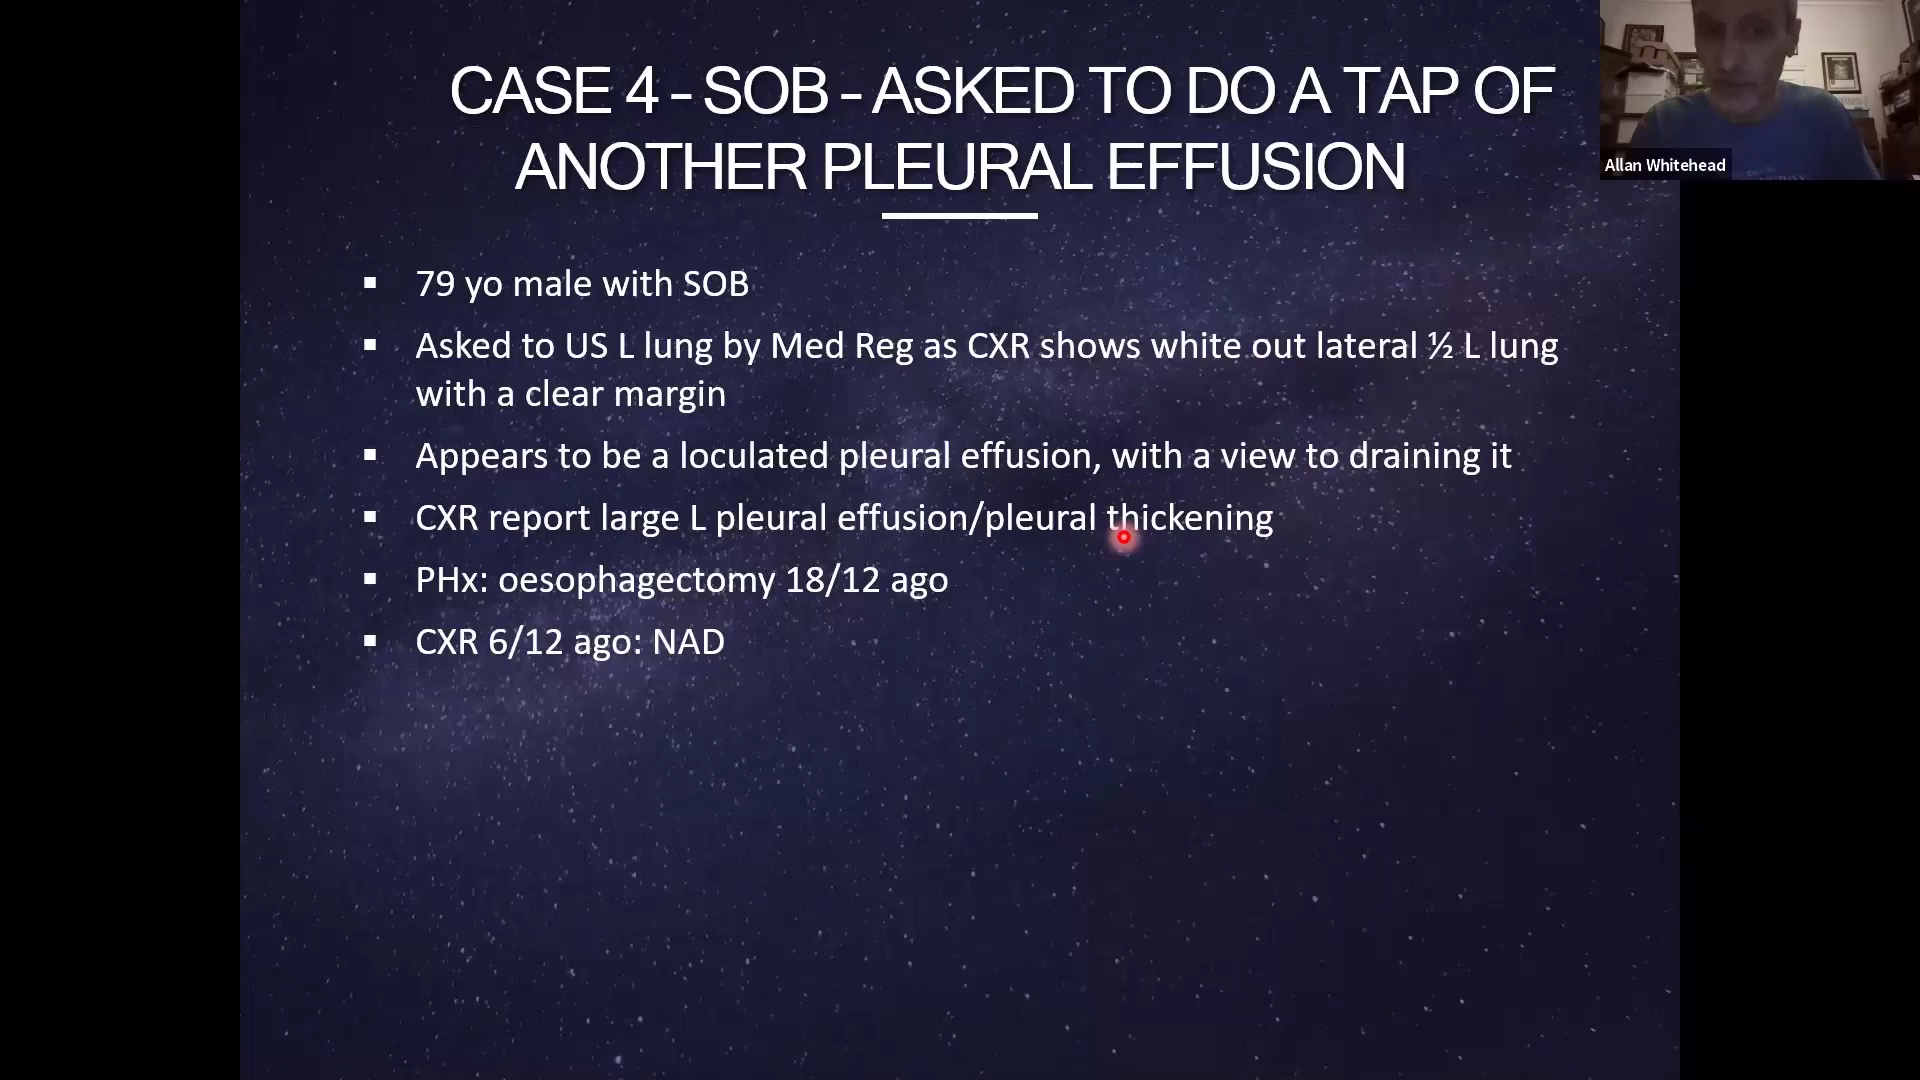 CASE 4 - SOB - ASKED TO DO A TAP OF
ANOTHER PLEURAL EFFUSION
Allan Whitehead
▪ 79 yo male with SOB
▪ Asked to US L lung by Med Reg as CXR shows white out lateral ½ L lung
with a clear margin
▪ Appears to be a loculated pleural effusion, with a view to draining it
▪ CXR report large L pleural effusion/pleural thickening
▪ PHx: oesophagectomy 18/12 ago
▪ CXR 6/12 ago: NAD